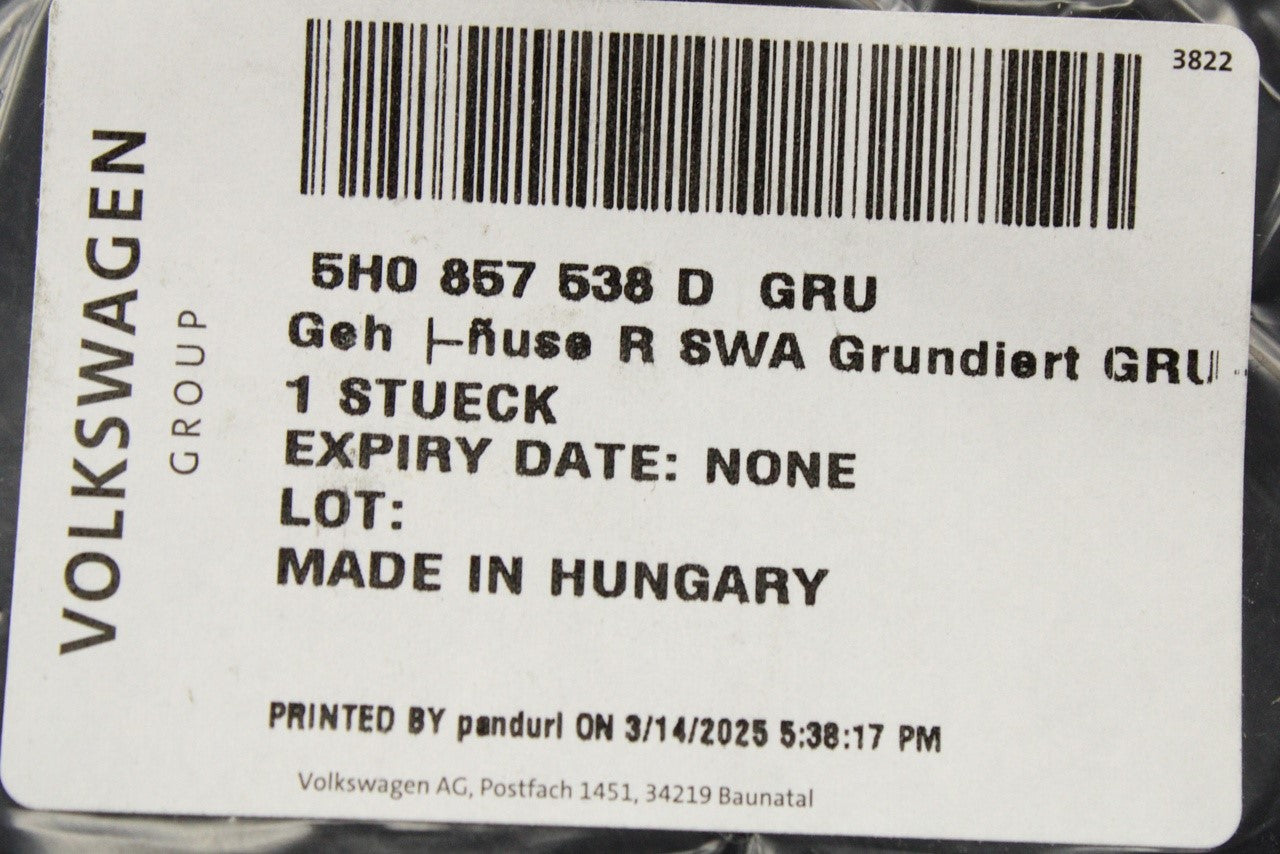 3822
VOLKSWAGEN
GROUP
5H0 857 538 D GRU
Geh├ñuse R SWA Grundiert GRU
1 STUECK
EXPIRY DATE: NONE
LOT:
MADE IN HUNGARY
PRINTED BY panduri ON 3/14/2025 5:38:17 PM
Volkswagen AG, Postfach 1451, 34219 Baunatal